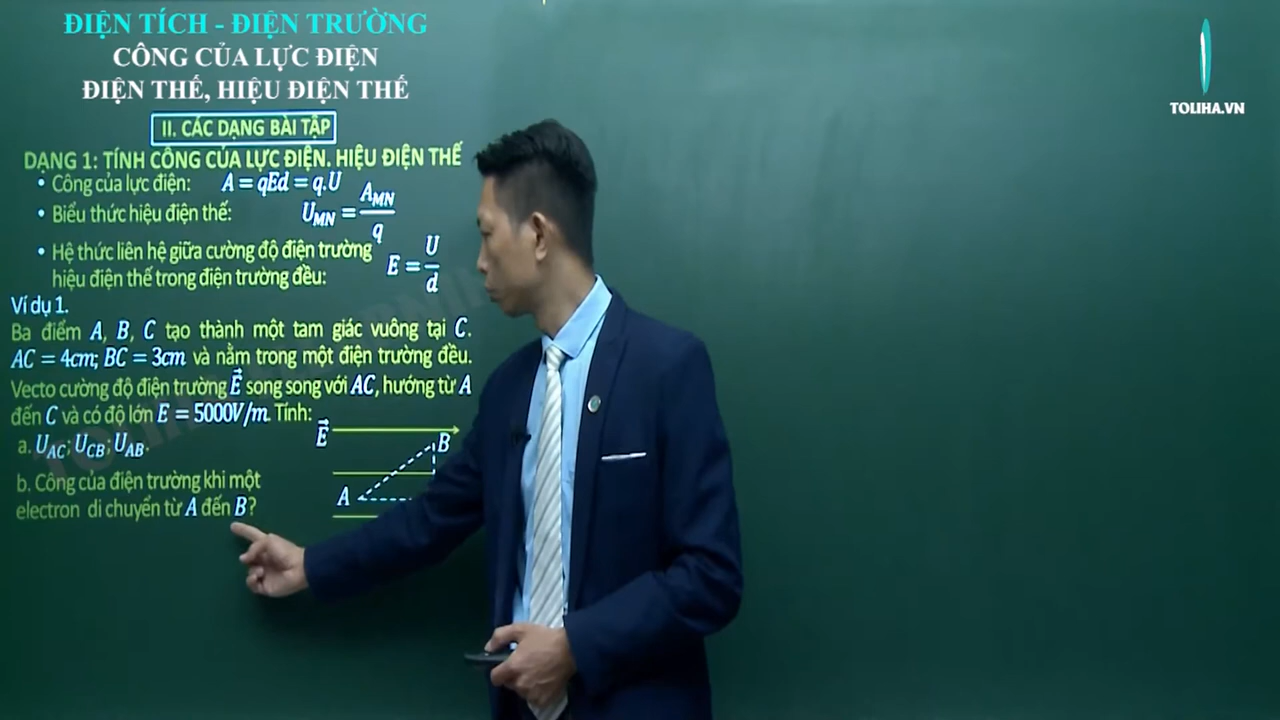 ĐIỆN TÍCH - ĐIỆN TRƯỜNG
CÔNG CỦA LỰC ĐIỆN
ĐIỆN THẾ, HIỆU ĐIỆN THẾ
TOLIHA.VN
II. CÁC DẠNG BÀI TẬP
DẠNG 1: TÍNH CÔNG CỦA LỰC ĐIỆN. HIỆU ĐIỆN THẾ
• Công của lực điện: A = qEd = q.U
• Biểu thức hiệu điện thế: U_MN = A_MN / q
• Hệ thức liên hệ giữa cường độ điện trường
hiệu điện thế trong điện trường đều: E = U / d
Ví dụ 1.
Ba điểm A, B, C tạo thành một tam giác vuông tại C.
AC = 4cm; BC = 3cm và nằm trong một điện trường đều.
Vecto cường độ điện trường E⃗ song song với AC, hướng từ A
đến C và có độ lớn E = 5000V/m. Tính:
a. U_AC; U_CB; U_AB.
b. Công của điện trường khi một
electron di chuyển từ A đến B?
E⃗
B
A